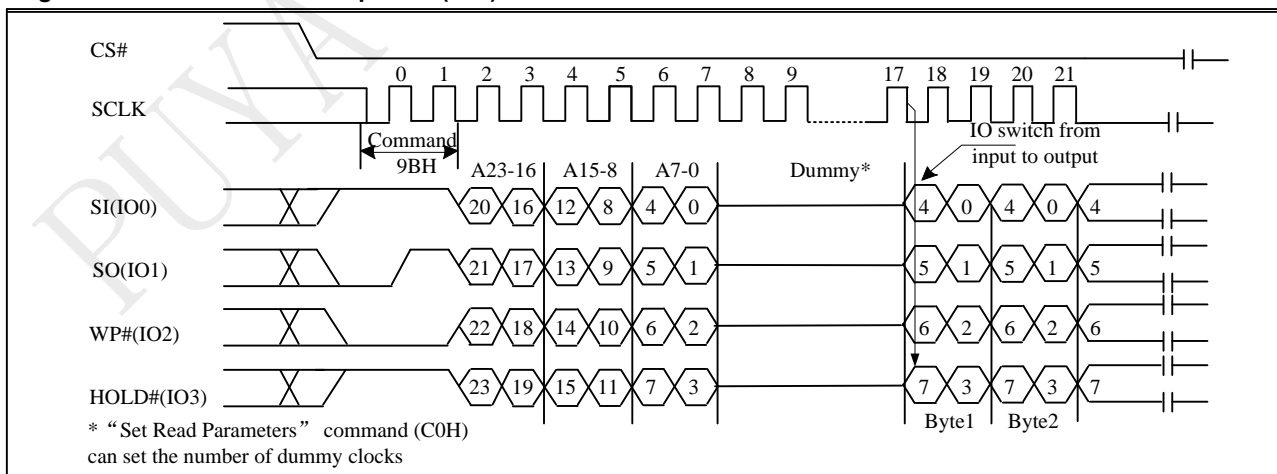 CS#
0 1 2 3 4 5 6 7 8 9 17 18 19 20 21
SCLK
Command
9BH
IO switch from
input to output
A23-16 A15-8 A7-0 Dummy*
SI(IO0) 20 16 12 8 4 0 4 0 4 0 4
SO(IO1) 21 17 13 9 5 1 5 1 5 1 5
WP#(IO2) 22 18 14 10 6 2 6 2 6 2 6
HOLD#(IO3) 23 19 15 11 7 3 7 3 7 3 7
Byte1 Byte2
* “Set Read Parameters” command (C0H)
can set the number of dummy clocks
PUYA